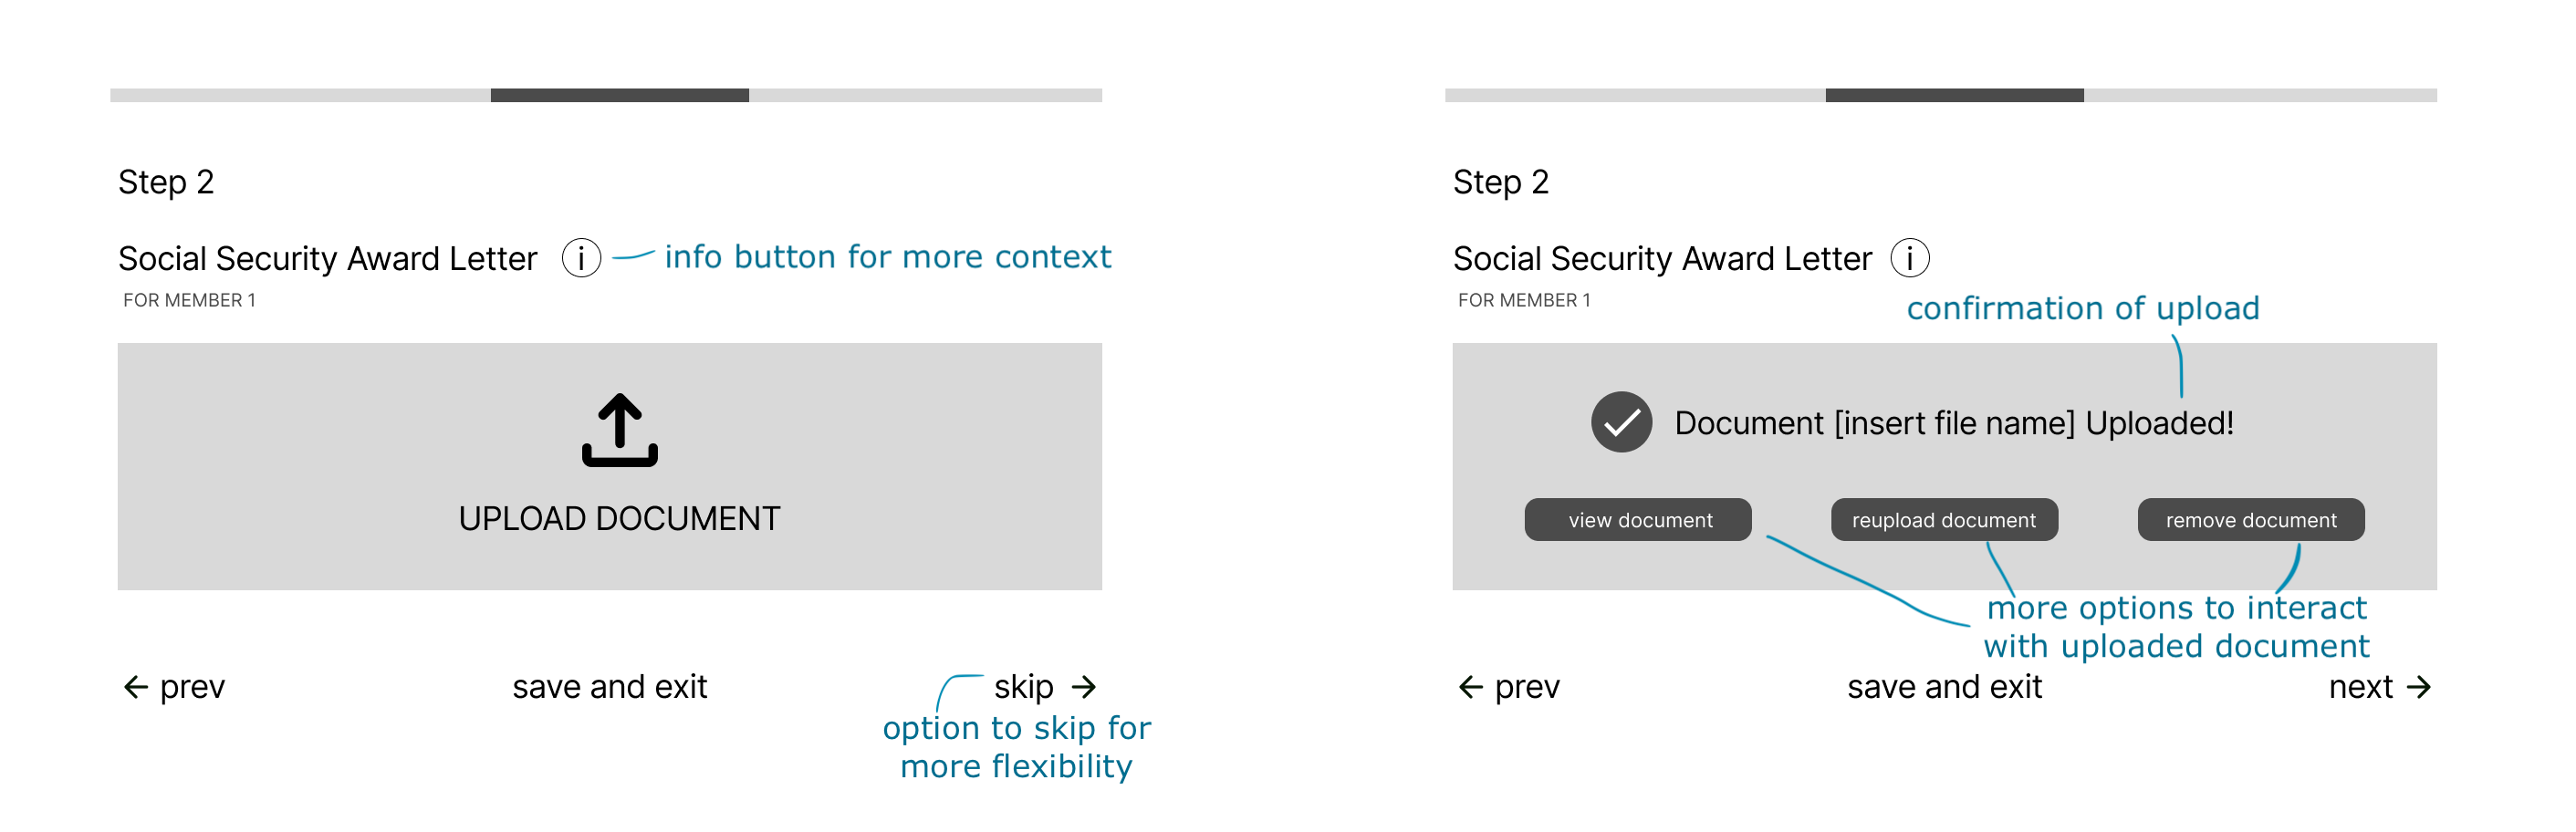 Step 2
Social Security Award Letter i info button for more context
FOR MEMBER 1
UPLOAD DOCUMENT
← prev
save and exit
skip →
option to skip for
more flexibility
Step 2
Social Security Award Letter i
FOR MEMBER 1
confirmation of upload
Document [insert file name] Uploaded!
view document
reupload document
remove document
more options to interact
with uploaded document
← prev
save and exit
next →